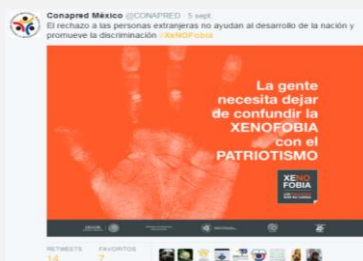 Conapred México @CONAPRED · 5 sept.
El rechazo a las personas extranjeras no ayudan al desarrollo de la nación y
promueve la discriminación #XeNOFobia
La gente
necesita dejar
de confundir la
XENOFOBIA
con el
PATRIOTISMO
XENO
FOBIA
RETWEETS
FAVORITOS
14
7